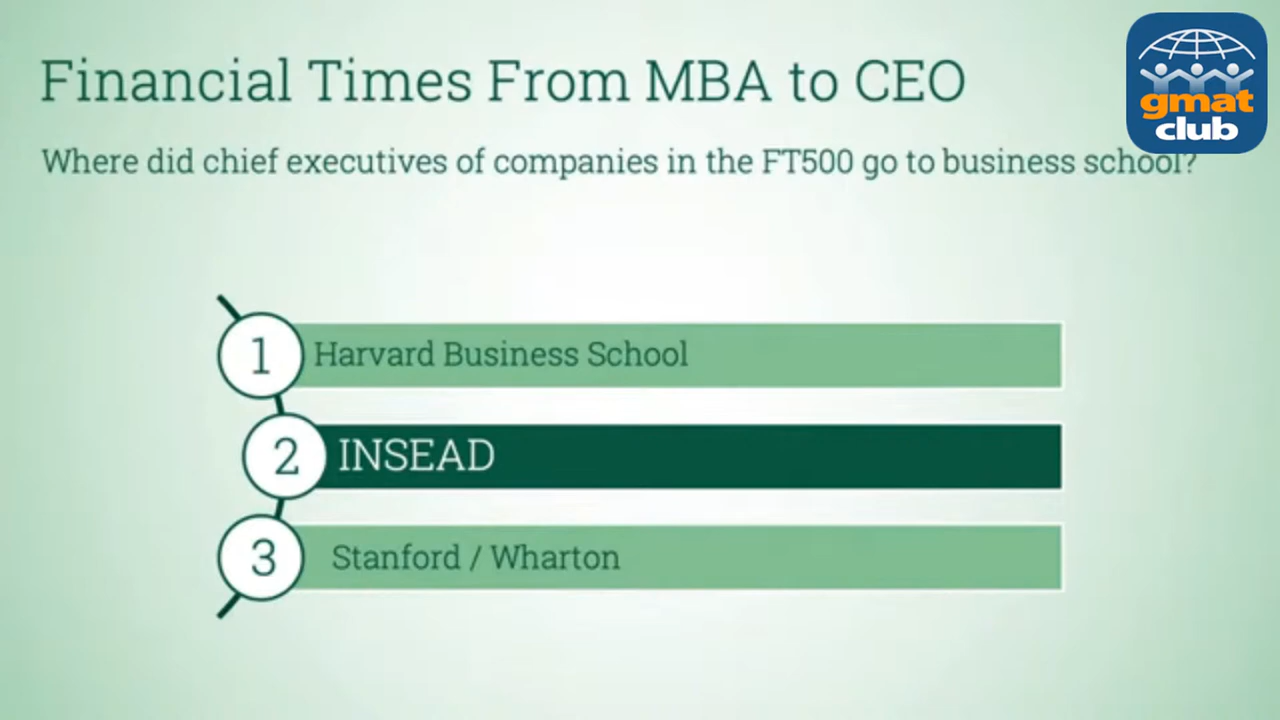 Financial Times From MBA to CEO
gmat
club
Where did chief executives of companies in the FT500 go to business school?
1 Harvard Business School
2 INSEAD
3 Stanford / Wharton